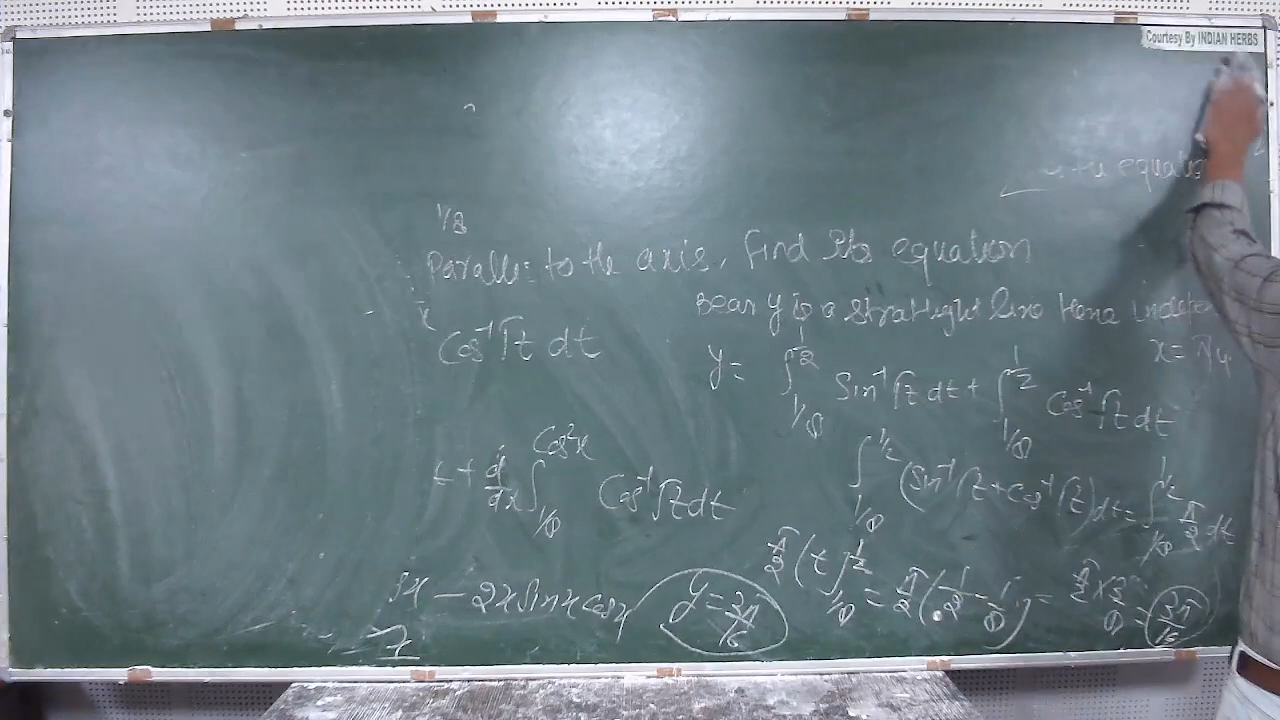 Courtesy By INDIAN HERBS
equation
1/8
Parallel to the axis, Find its equation
y is a straight line Hence
x
Cos⁻¹√t dt
x = π/4
y = ∫_{1/8}^{1/2} Sin⁻¹√t dt + ∫_{1/8}^{1/2} Cos⁻¹√t dt
t + d/dx ∫_{1/8}^{Cos²x} Cos⁻¹√t dt
∫_{1/8}^{1/2} (Sin⁻¹√t + Cos⁻¹√t) dt = ∫_{1/8}^{1/2} π/2 dt
π/2 (t)_{1/8}^{1/2} = π/2 (1/2 - 1/8) = π/2 × 3/8 = 3π/16
- 2x sinx cosx
y = 3π/16